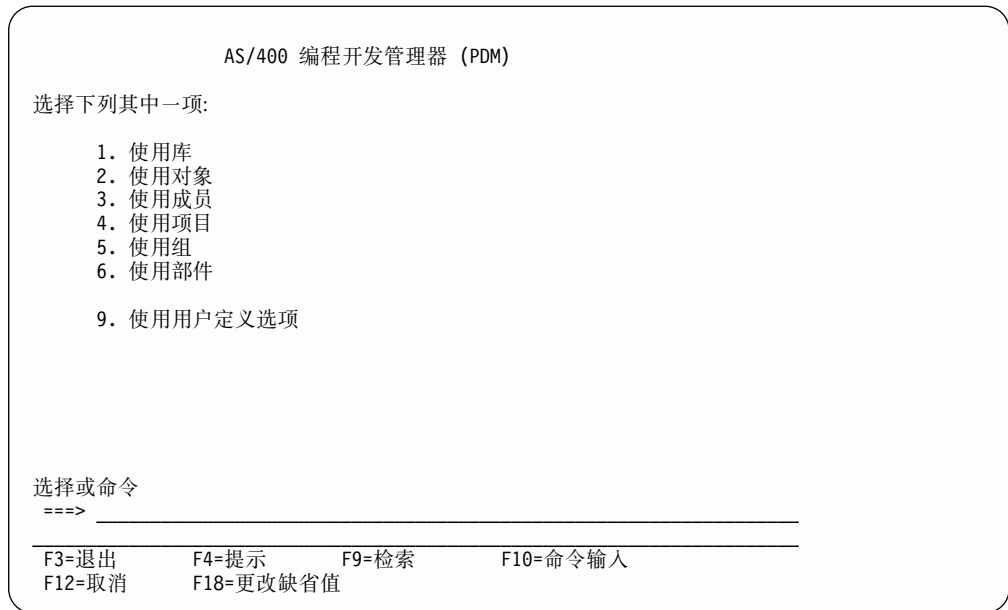 AS/400 编程开发管理器 (PDM)
选择下列其中一项:
1. 使用库
2. 使用对象
3. 使用成员
4. 使用项目
5. 使用组
6. 使用部件
9. 使用用户定义选项
选择或命令
===>
F3=退出 F4=提示 F9=检索 F10=命令输入
F12=取消 F18=更改缺省值